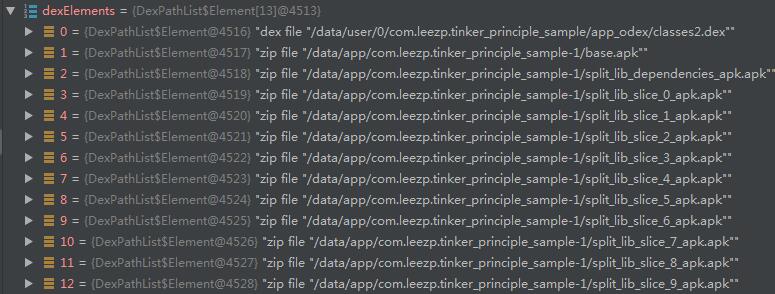 dexElements = {DexPathList$Element[13]@4513}
0 = {DexPathList$Element@4516} "dex file "/data/user/0/com.leezp.tinker_principle_sample/app_odex/classes2.dex""
1 = {DexPathList$Element@4517} "zip file "/data/app/com.leezp.tinker_principle_sample-1/base.apk""
2 = {DexPathList$Element@4518} "zip file "/data/app/com.leezp.tinker_principle_sample-1/split_lib_dependencies_apk.apk""
3 = {DexPathList$Element@4519} "zip file "/data/app/com.leezp.tinker_principle_sample-1/split_lib_slice_0_apk.apk""
4 = {DexPathList$Element@4520} "zip file "/data/app/com.leezp.tinker_principle_sample-1/split_lib_slice_1_apk.apk""
5 = {DexPathList$Element@4521} "zip file "/data/app/com.leezp.tinker_principle_sample-1/split_lib_slice_2_apk.apk""
6 = {DexPathList$Element@4522} "zip file "/data/app/com.leezp.tinker_principle_sample-1/split_lib_slice_3_apk.apk""
7 = {DexPathList$Element@4523} "zip file "/data/app/com.leezp.tinker_principle_sample-1/split_lib_slice_4_apk.apk""
8 = {DexPathList$Element@4524} "zip file "/data/app/com.leezp.tinker_principle_sample-1/split_lib_slice_5_apk.apk""
9 = {DexPathList$Element@4525} "zip file "/data/app/com.leezp.tinker_principle_sample-1/split_lib_slice_6_apk.apk""
10 = {DexPathList$Element@4526} "zip file "/data/app/com.leezp.tinker_principle_sample-1/split_lib_slice_7_apk.apk""
11 = {DexPathList$Element@4527} "zip file "/data/app/com.leezp.tinker_principle_sample-1/split_lib_slice_8_apk.apk""
12 = {DexPathList$Element@4528} "zip file "/data/app/com.leezp.tinker_principle_sample-1/split_lib_slice_9_apk.apk""